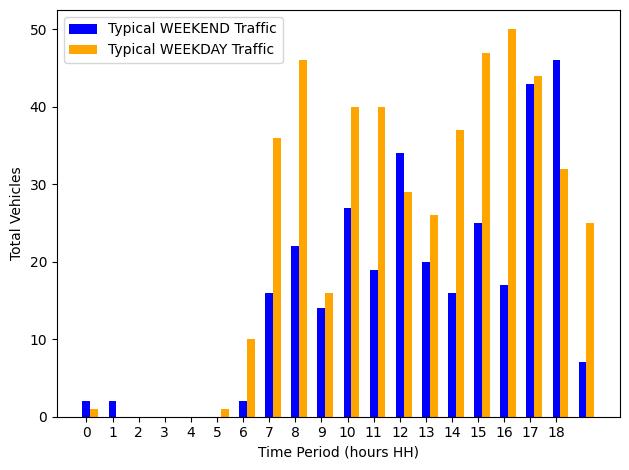 Typical WEEKEND Traffic
Typical WEEKDAY Traffic
50
40
30
20
10
0
Total Vehicles
0 1 2 3 4 5 6 7 8 9 10 11 12 13 14 15 16 17 18
Time Period (hours HH)